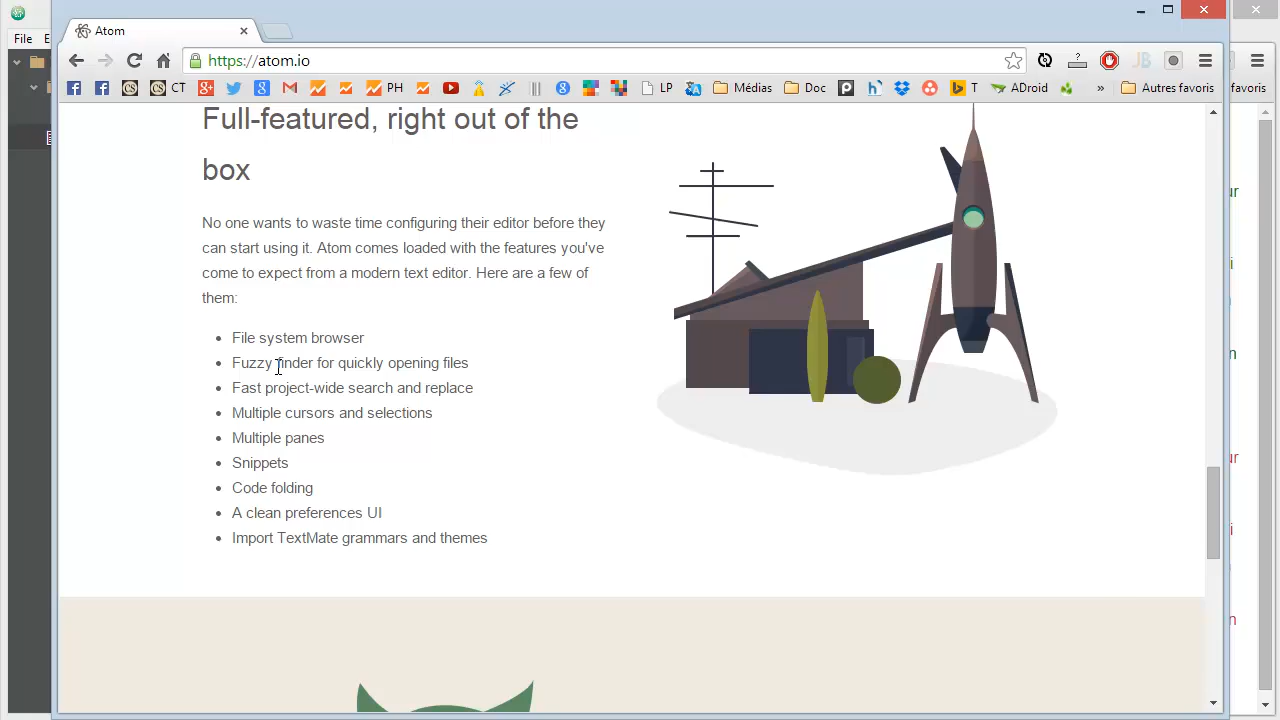 File E
Atom
https://atom.io
CT PH LP Médias Doc T ADroid » Autres favoris
oris
Full-featured, right out of the
box
No one wants to waste time configuring their editor before they
can start using it. Atom comes loaded with the features you've
come to expect from a modern text editor. Here are a few of
them:
File system browser
Fuzzy finder for quickly opening files
Fast project-wide search and replace
Multiple cursors and selections
Multiple panes
Snippets
Code folding
A clean preferences UI
Import TextMate grammars and themes